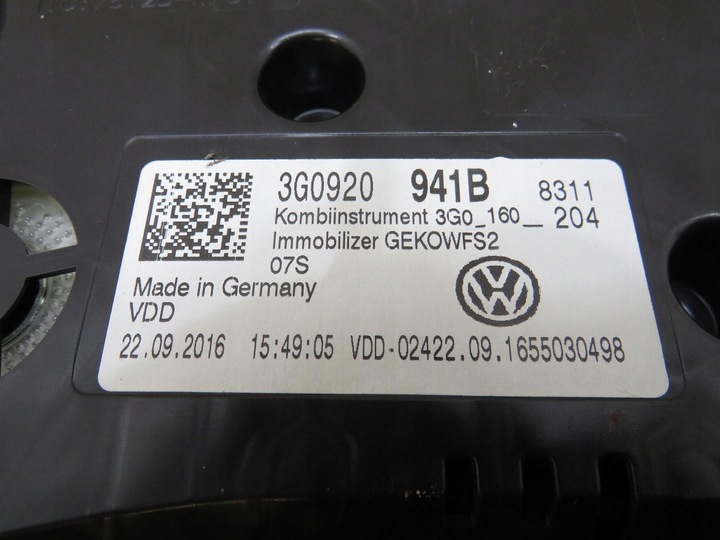 3G0920 941B 8311
Kombiinstrument 3G0_160__ 204
Immobilizer GEKOWFS2
07S
Made in Germany
VDD
22.09.2016 15:49:05 VDD-02422.09.1655030498